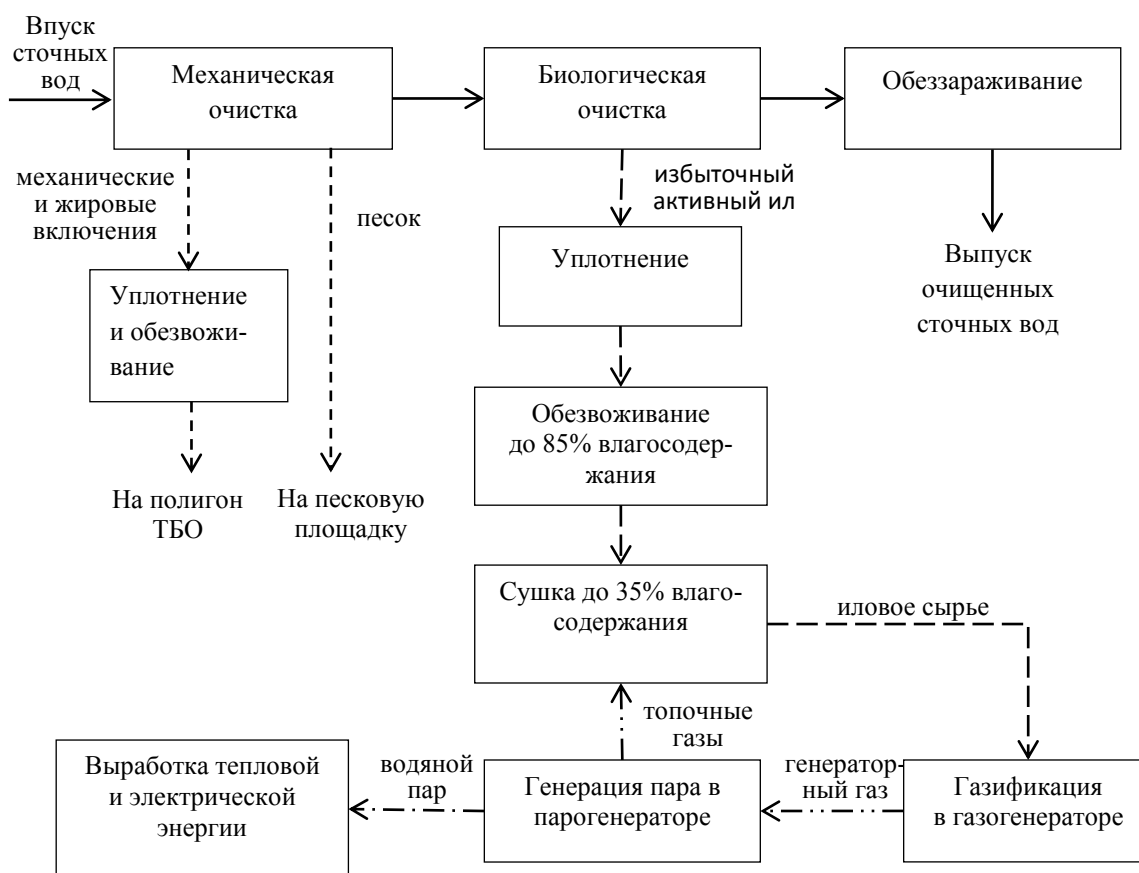 Впуск
сточных
вод
Механическая
очистка
Биологическая
очистка
Обеззараживание
механические
и жировые
включения
песок
избыточный
активный ил
Уплотнение
и обезвожи-
вание
Уплотнение
Выпуск
очищенных
сточных вод
Обезвоживание
до 85% влагосодер-
жания
На полигон
ТБО
На песковую
площадку
Сушка до 35% влаго-
содержания
иловое сырье
топочные
газы
Выработка тепловой
и электрической
энергии
водяной
пар
Генерация пара в
парогенераторе
генератор-
ный газ
Газификация
в газогенераторе